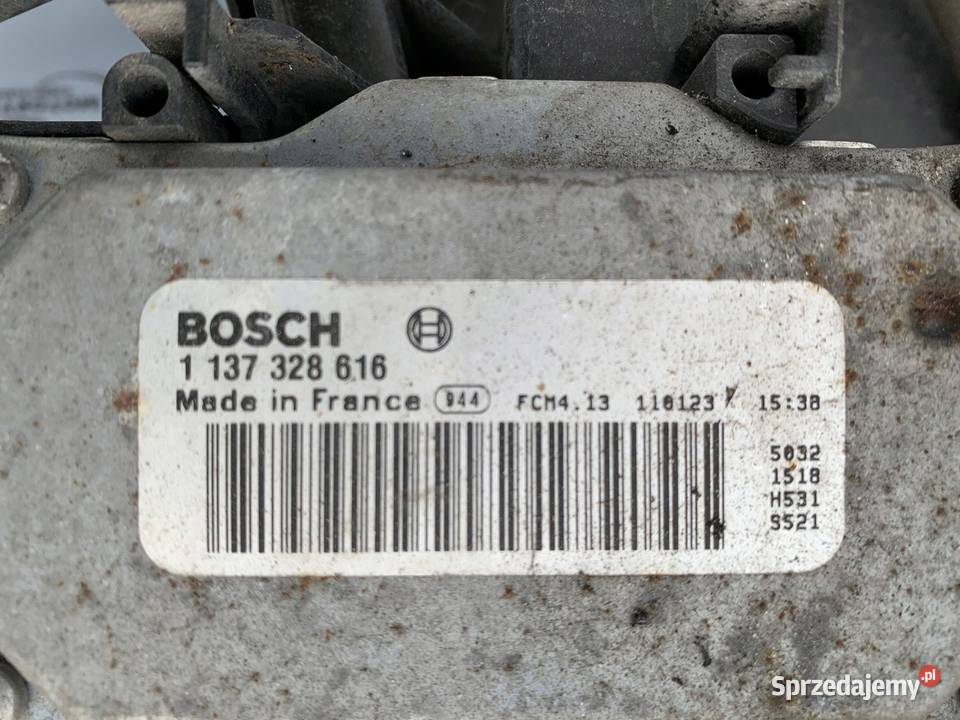 BOSCH
1 137 328 616
Made in France 944 FCM4.13 110123 15:38
5032
1518
H531
9521
Sprzedajemy.pl